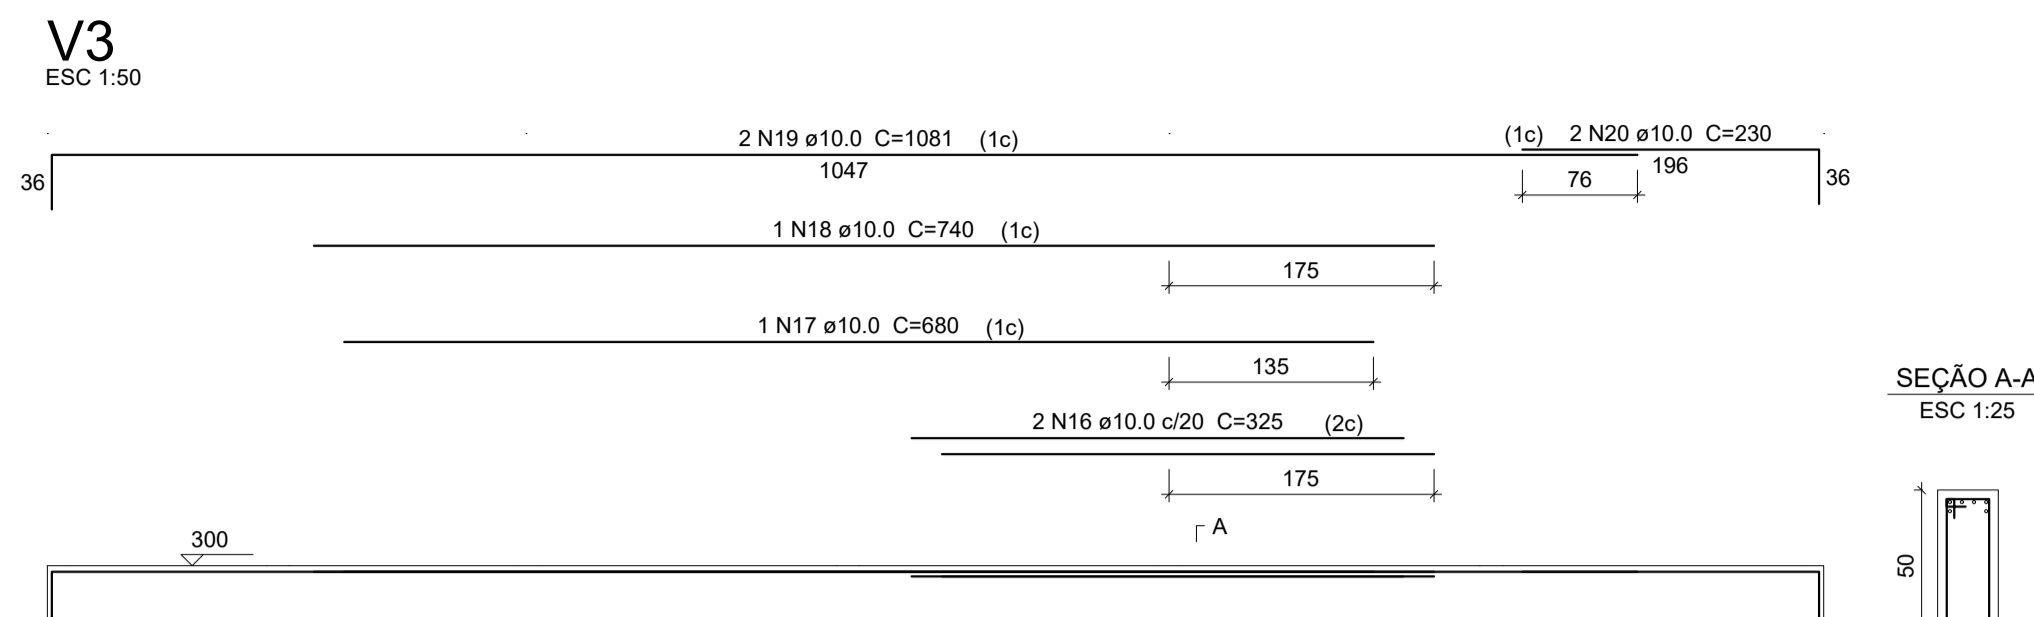 V3
ESC 1:50
2 N19 ø10.0 C=1081 (1c)
(1c) 2 N20 ø10.0 C=230
1047
196
36
76
36
1 N18 ø10.0 C=740 (1c)
175
1 N17 ø10.0 C=680 (1c)
135
SEÇÃO A-A
ESC 1:25
2 N16 ø10.0 c/20 C=325 (2c)
175
A
300
50